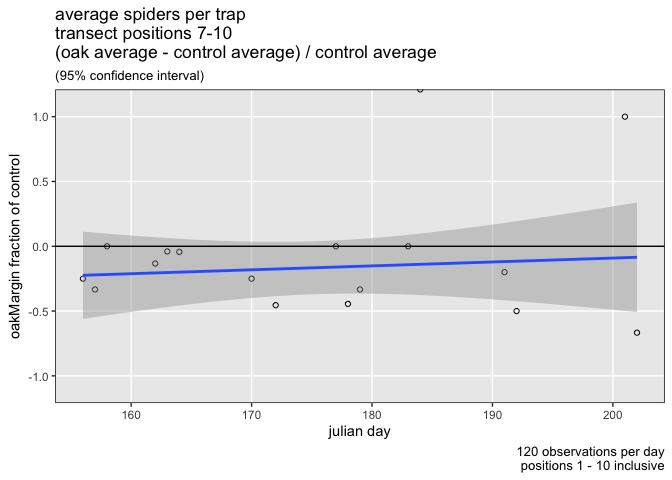 average spiders per trap
transect positions 7-10
(oak average - control average) / control average
(95% confidence interval)
oakMargin fraction of control
1.0
0.5
0.0
-0.5
-1.0
160 170 180 190 200
julian day
120 observations per day
positions 1 - 10 inclusive